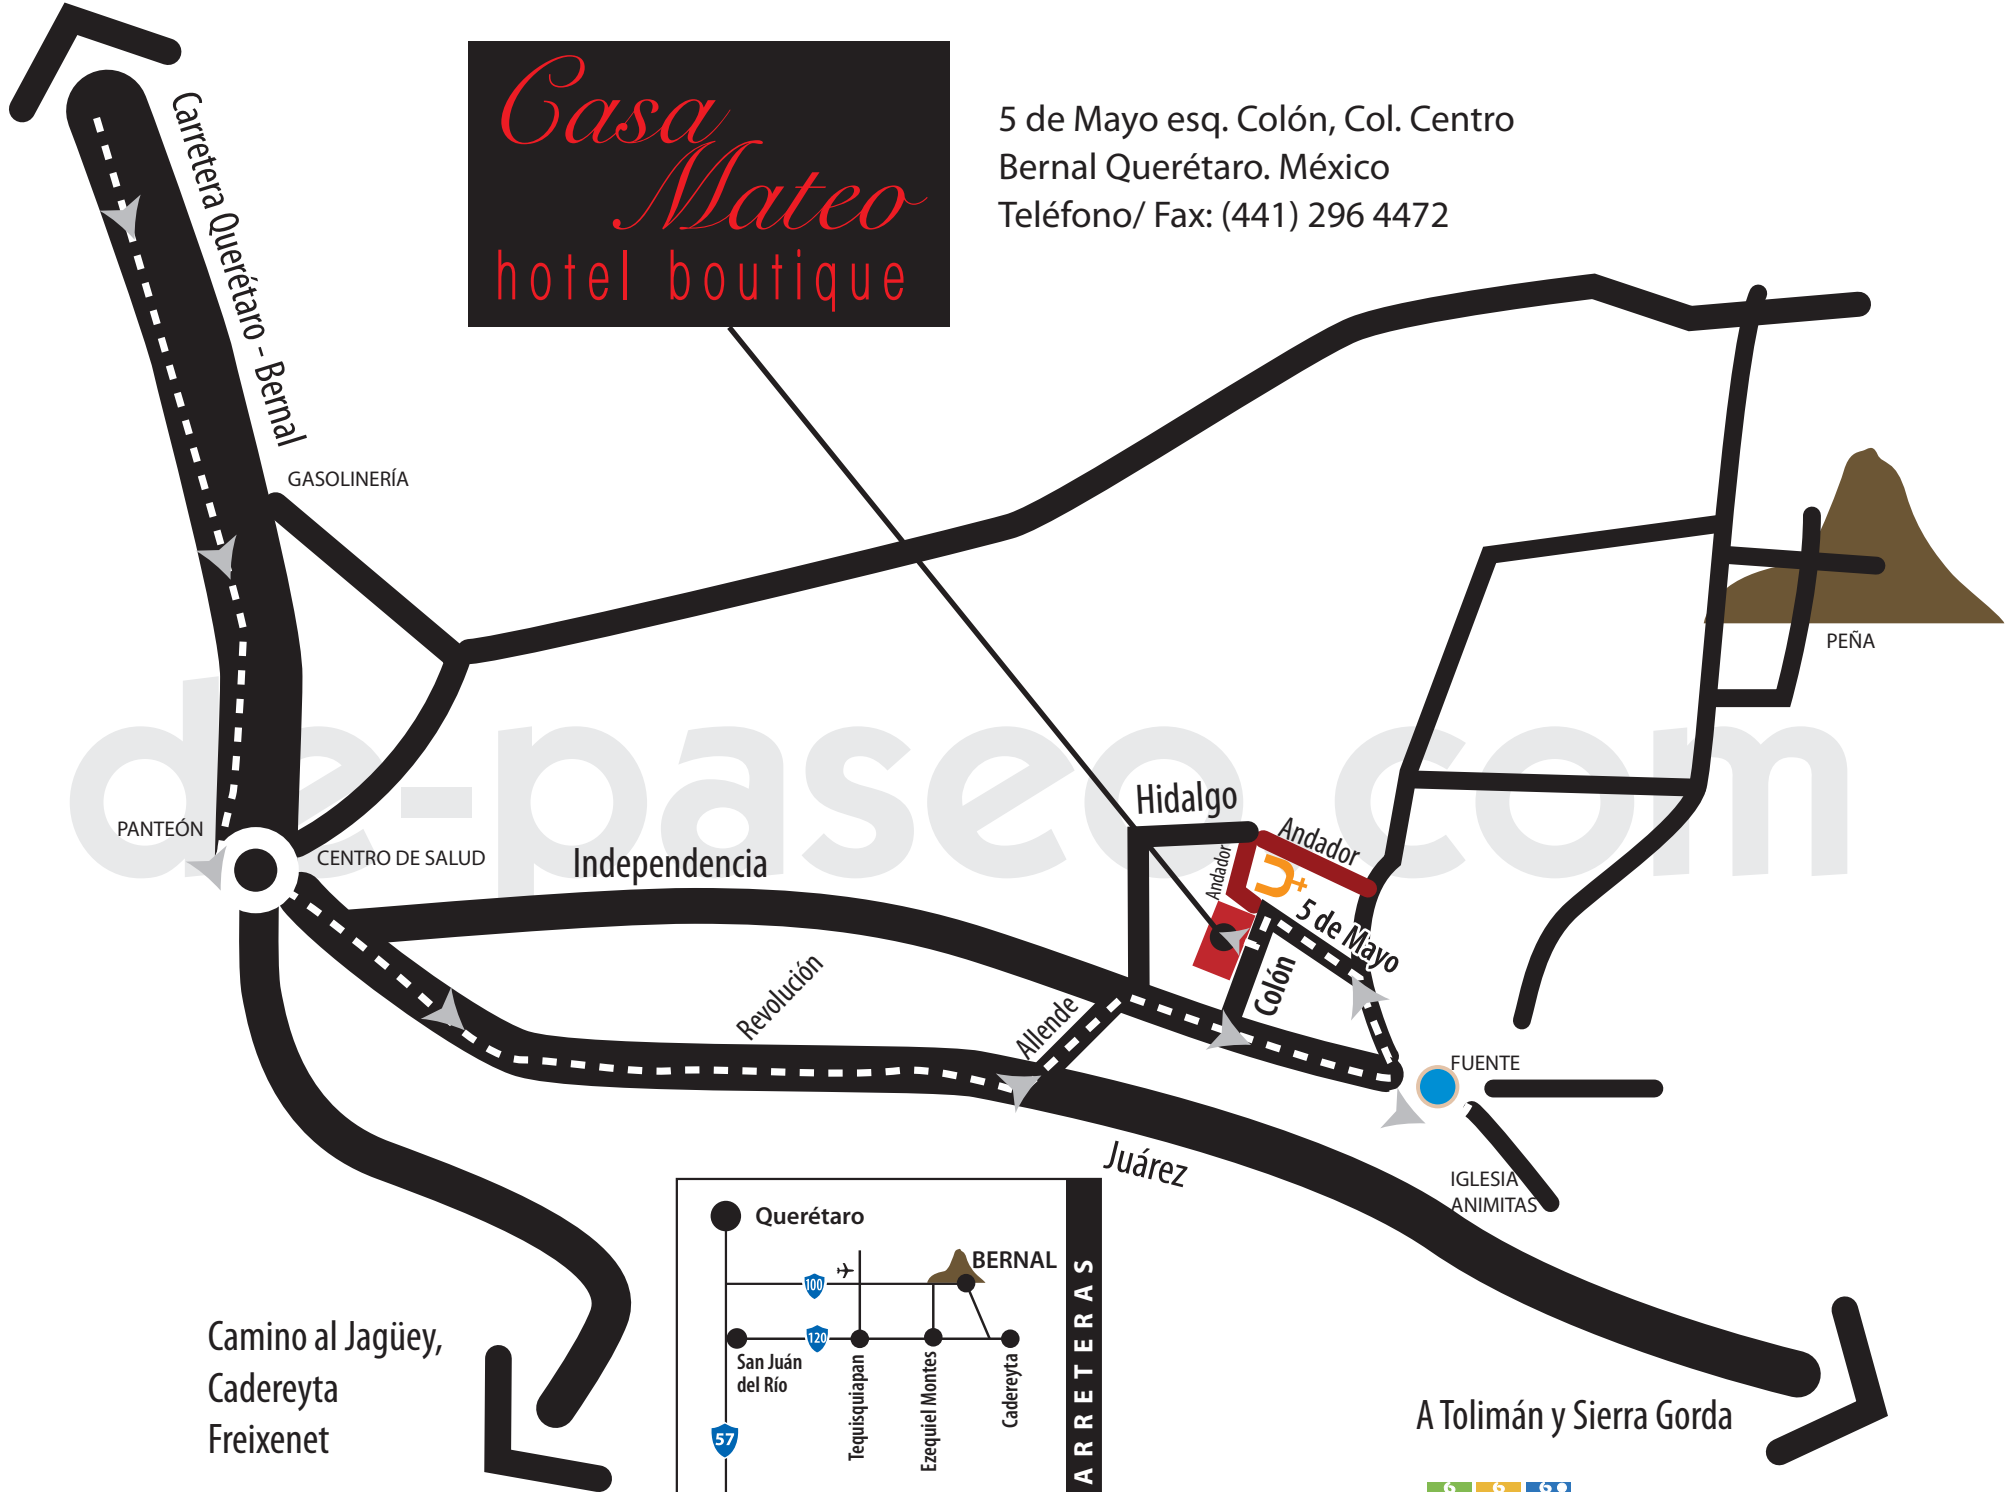 Casa
Mateo
hotel boutique
5 de Mayo esq. Colón, Col. Centro
Bernal Querétaro. México
Teléfono/ Fax: (441) 296 4472
Carretera Querétaro - Bernal
GASOLINERÍA
PEÑA
de-paseo.com
PANTEÓN
CENTRO DE SALUD
Independencia
Hidalgo
Andador
Andador
5 de Mayo
Colón
Revolución
Allende
FUENTE
Juárez
IGLESIA
ANIMITAS
Querétaro
BERNAL
100
120
San Juán
del Río
Tequisquiapan
Ezequiel Montes
Cadereyta
57
ARRETERAS
Camino al Jagüey,
Cadereyta
Freixenet
A Tolimán y Sierra Gorda